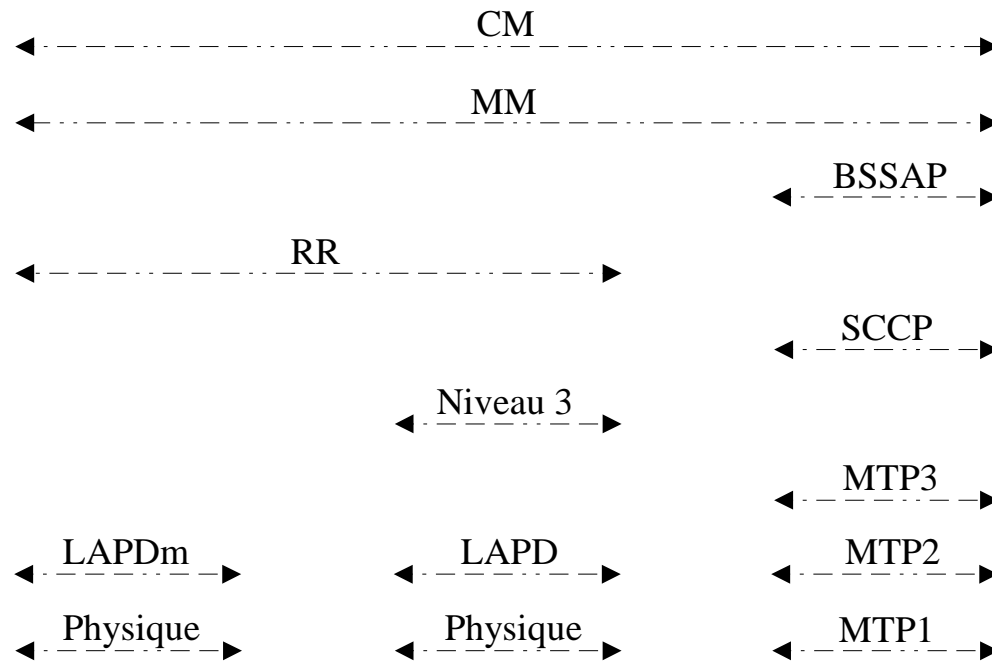 CM
MM
BSSAP
RR
SCCP
Niveau 3
MTP3
LAPDm LAPD MTP2
Physique Physique MTP1